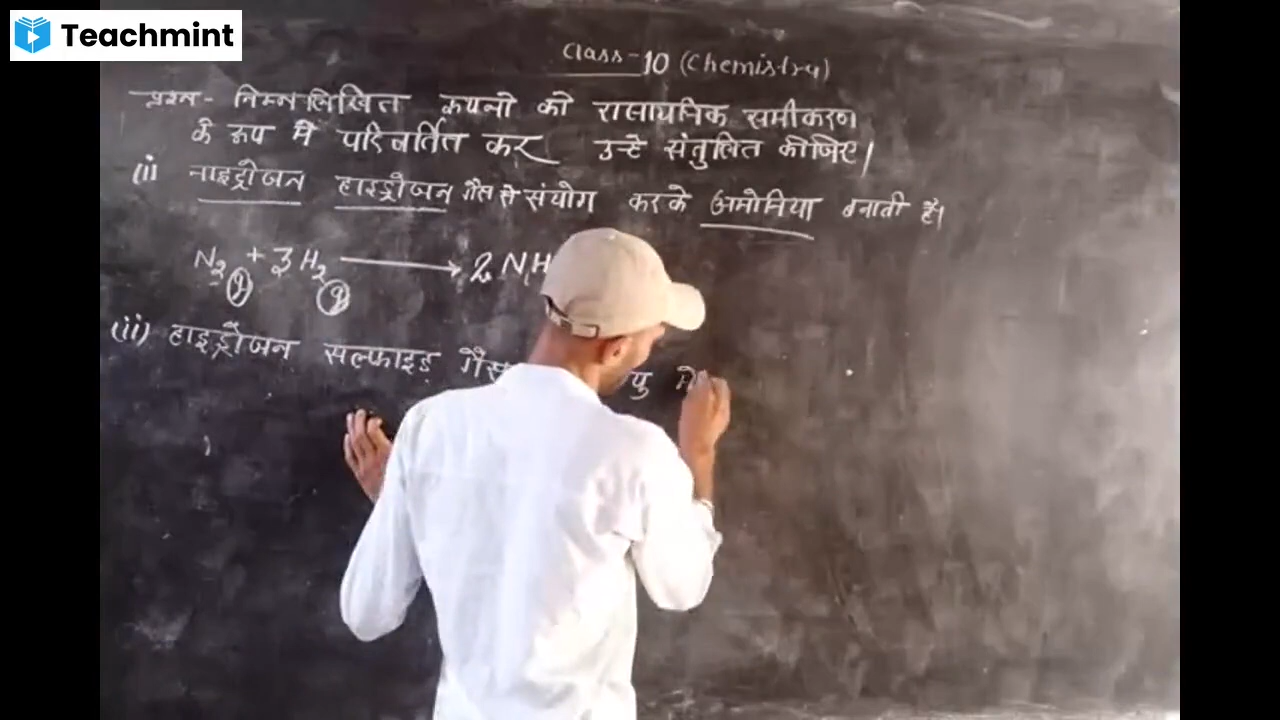 Teachmint
Class-10 (Chemistry)
प्रश्न- निम्नलिखित कथनो को रासायनिक समीकरण
के रूप मे परिवर्तित कर उन्हे संतुलित कीजिए।
(i नाइट्रोजन हाइड्रोजन गैस से संयोग करके अमोनिया बनाती है।
N2(g) + 3H2(g) ⟶ 2NH
(ii) हाइड्रोजन सल्फाइड गैस यु मे